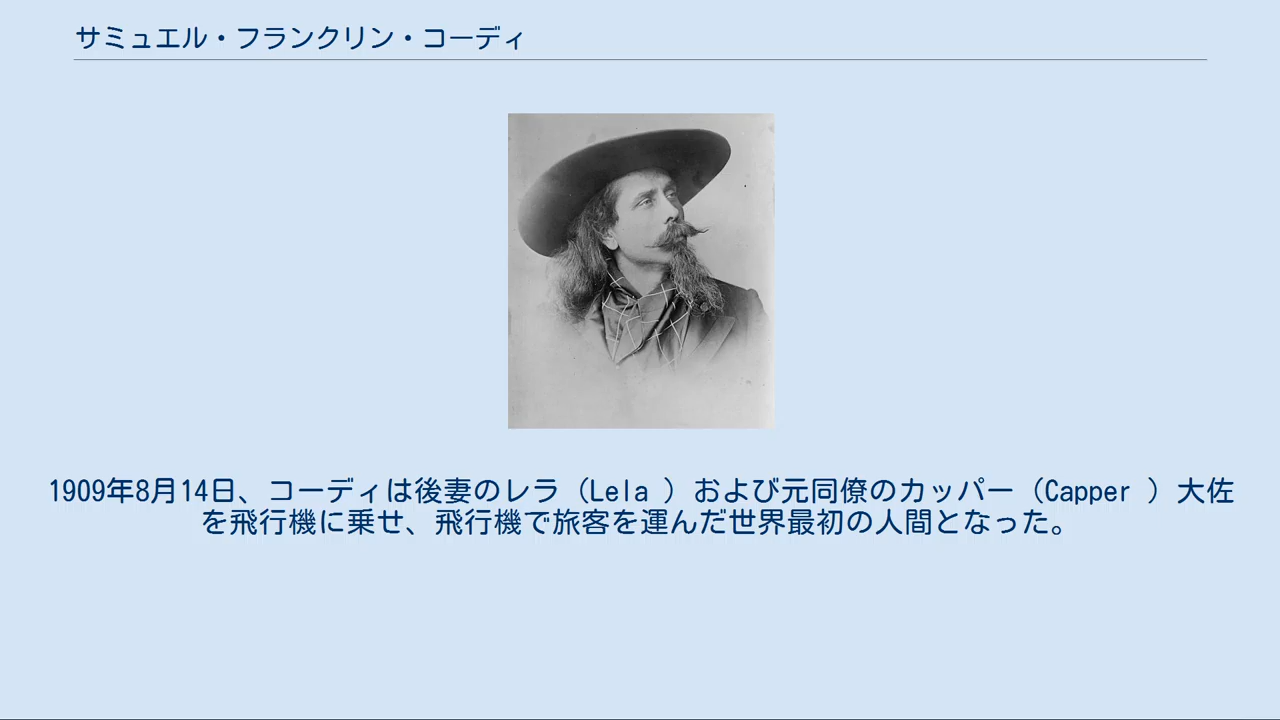 サミュエル・フランクリン・コーディ
1909年8月14日、コーディは後妻のレラ（Lela ）および元同僚のカッパー（Capper ）大佐
を飛行機に乗せ、飛行機で旅客を運んだ世界最初の人間となった。